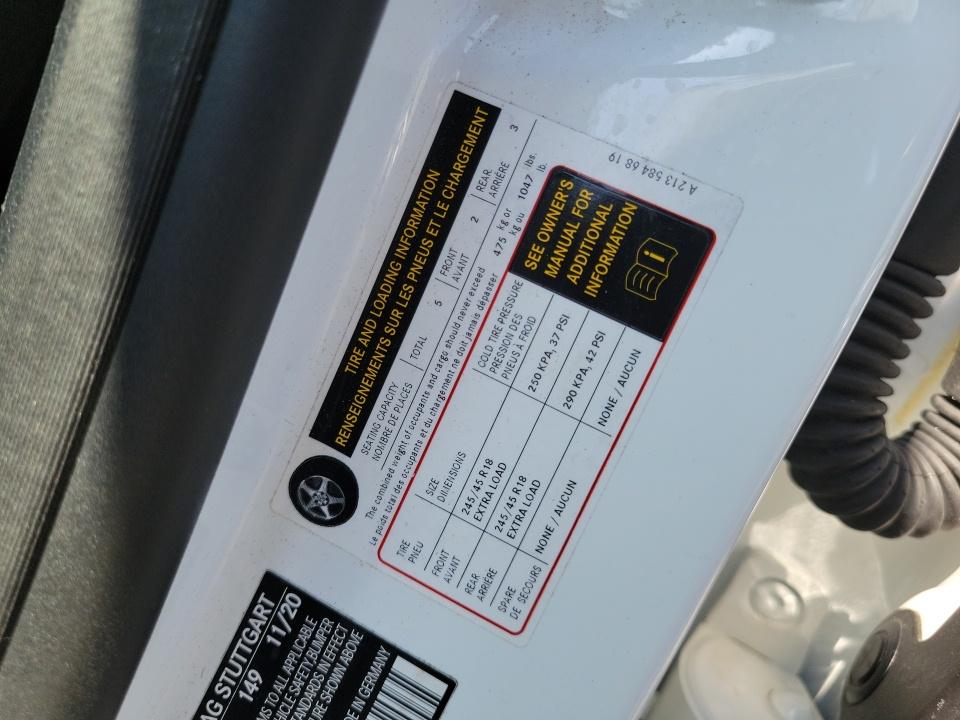 TIRE AND LOADING INFORMATION
RENSEIGNEMENTS SUR LES PNEUS ET LE CHARGEMENT
SEATING CAPACITY
NOMBRE DE PLACES
TOTAL 5
FRONT
AVANT
2
REAR
ARRIÈRE
3
The combined weight of occupants and cargo should never exceed 475 kg or 1047 lbs.
Le poids total des occupants et du chargement ne doit jamais dépasser kg ou lb.
TIRE
PNEU
SIZE
DIMENSIONS
COLD TIRE PRESSURE
PRESSION DES
PNEUS À FROID
FRONT
AVANT
245/45 R18
EXTRA LOAD
250 KPA, 37 PSI
REAR
ARRIÈRE
245/45 R18
EXTRA LOAD
290 KPA, 42 PSI
SPARE
DE SECOURS
NONE / AUCUN
NONE / AUCUN
SEE OWNER'S
MANUAL FOR
ADDITIONAL
INFORMATION
A 213 584 68 19
AG STUTTGART
149 11/20
MS TO ALL APPLICABLE
HICLE SAFETY, BUMPER
TANDARDS IN EFFECT
URE SHOWN ABOVE
DE IN GERMANY